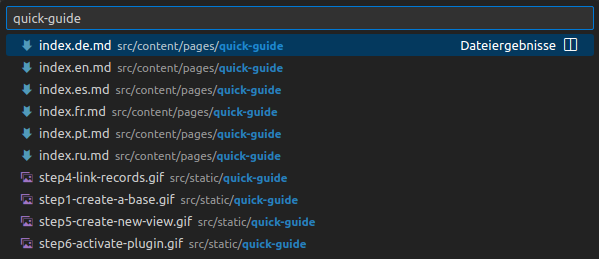 quick-guide
index.de.md src/content/pages/quick-guide Dateiergebnisse
index.en.md src/content/pages/quick-guide
index.es.md src/content/pages/quick-guide
index.fr.md src/content/pages/quick-guide
index.pt.md src/content/pages/quick-guide
index.ru.md src/content/pages/quick-guide
step4-link-records.gif src/static/quick-guide
step1-create-a-base.gif src/static/quick-guide
step5-create-new-view.gif src/static/quick-guide
step6-activate-plugin.gif src/static/quick-guide